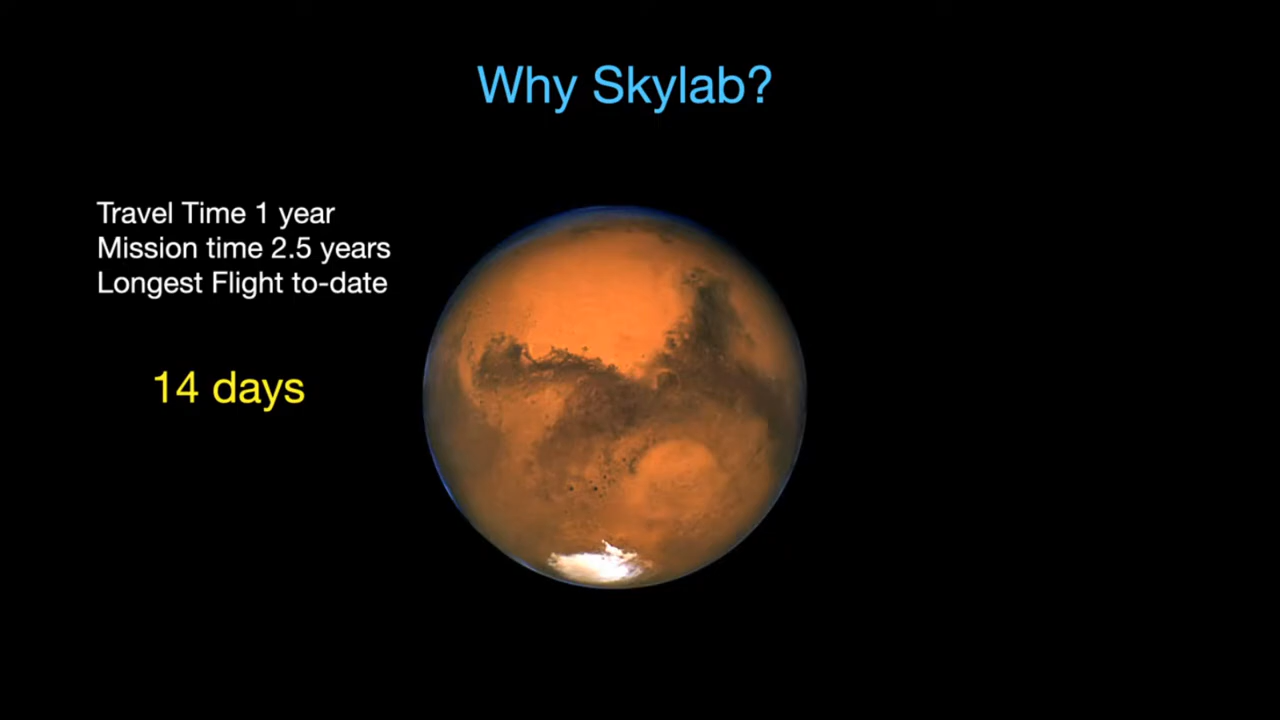 Why Skylab?
Travel Time 1 year
Mission time 2.5 years
Longest Flight to-date
14 days